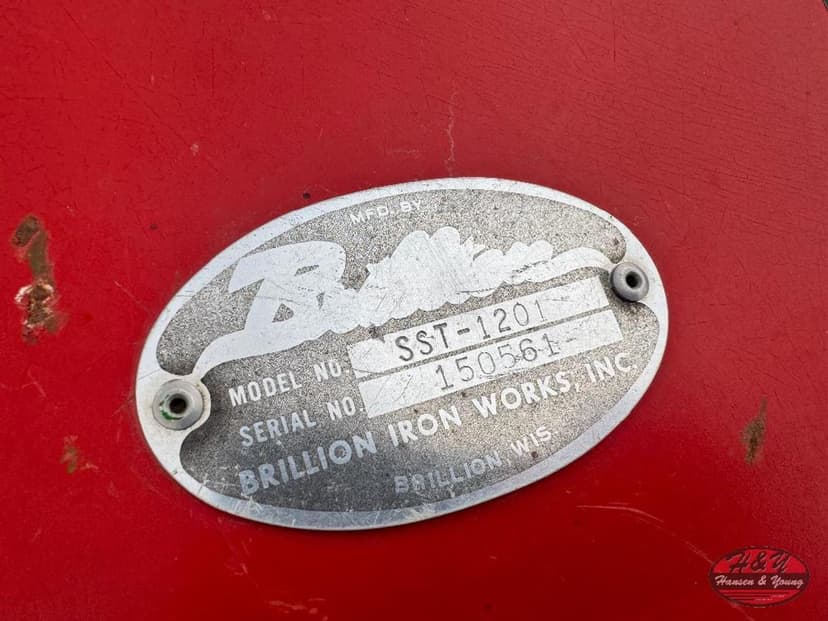 MFD. BY
Brillion
MODEL NO. SST-1201
SERIAL NO. 150561
BRILLION IRON WORKS, INC.
BRILLION, WIS.
H&Y
Hansen & Young